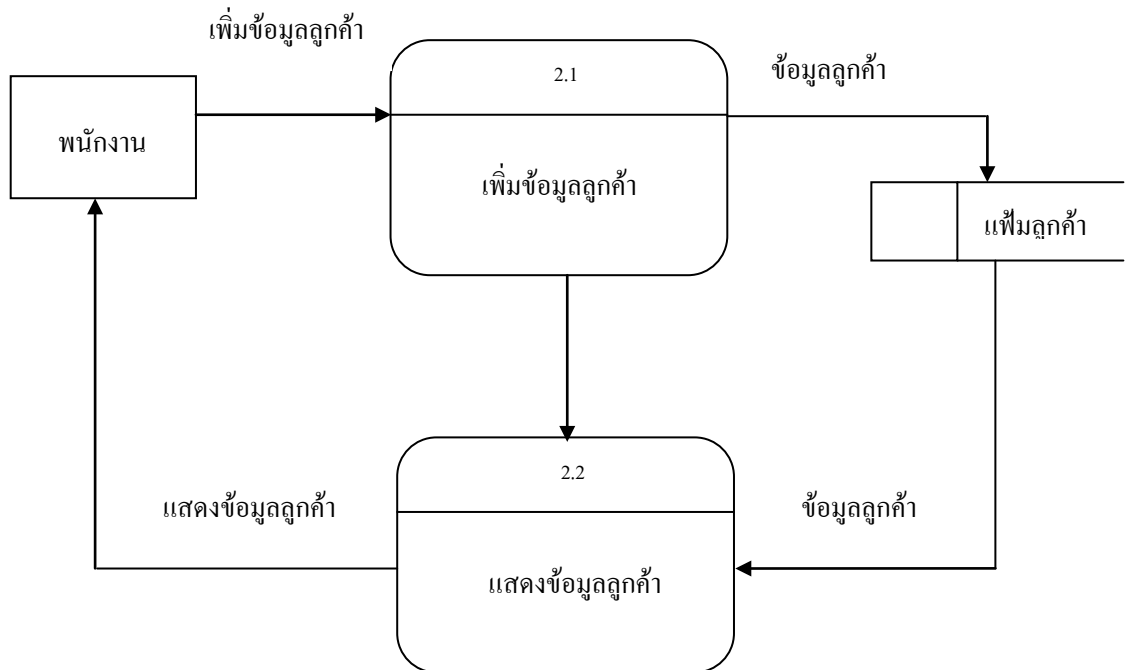 เพิ่มข้อมูลลูกค้า
2.1
ข้อมูลลูกค้า
พนักงาน
เพิ่มข้อมูลลูกค้า
แฟ้มลูกค้า
2.2
แสดงข้อมูลลูกค้า
ข้อมูลลูกค้า
แสดงข้อมูลลูกค้า